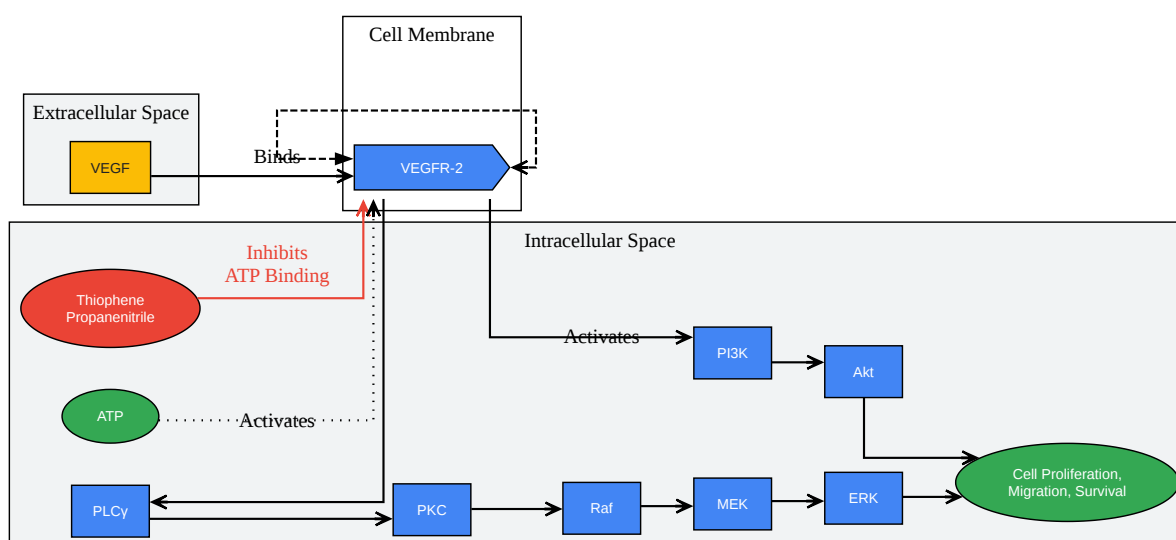 Cell Membrane
Extracellular Space
VEGF
Binds
VEGFR-2
Intracellular Space
Inhibits
ATP Binding
Thiophene
Propanenitrile
Activates
PI3K
Akt
ATP
Activates
Cell Proliferation,
Migration, Survival
PLCγ
PKC
Raf
MEK
ERK